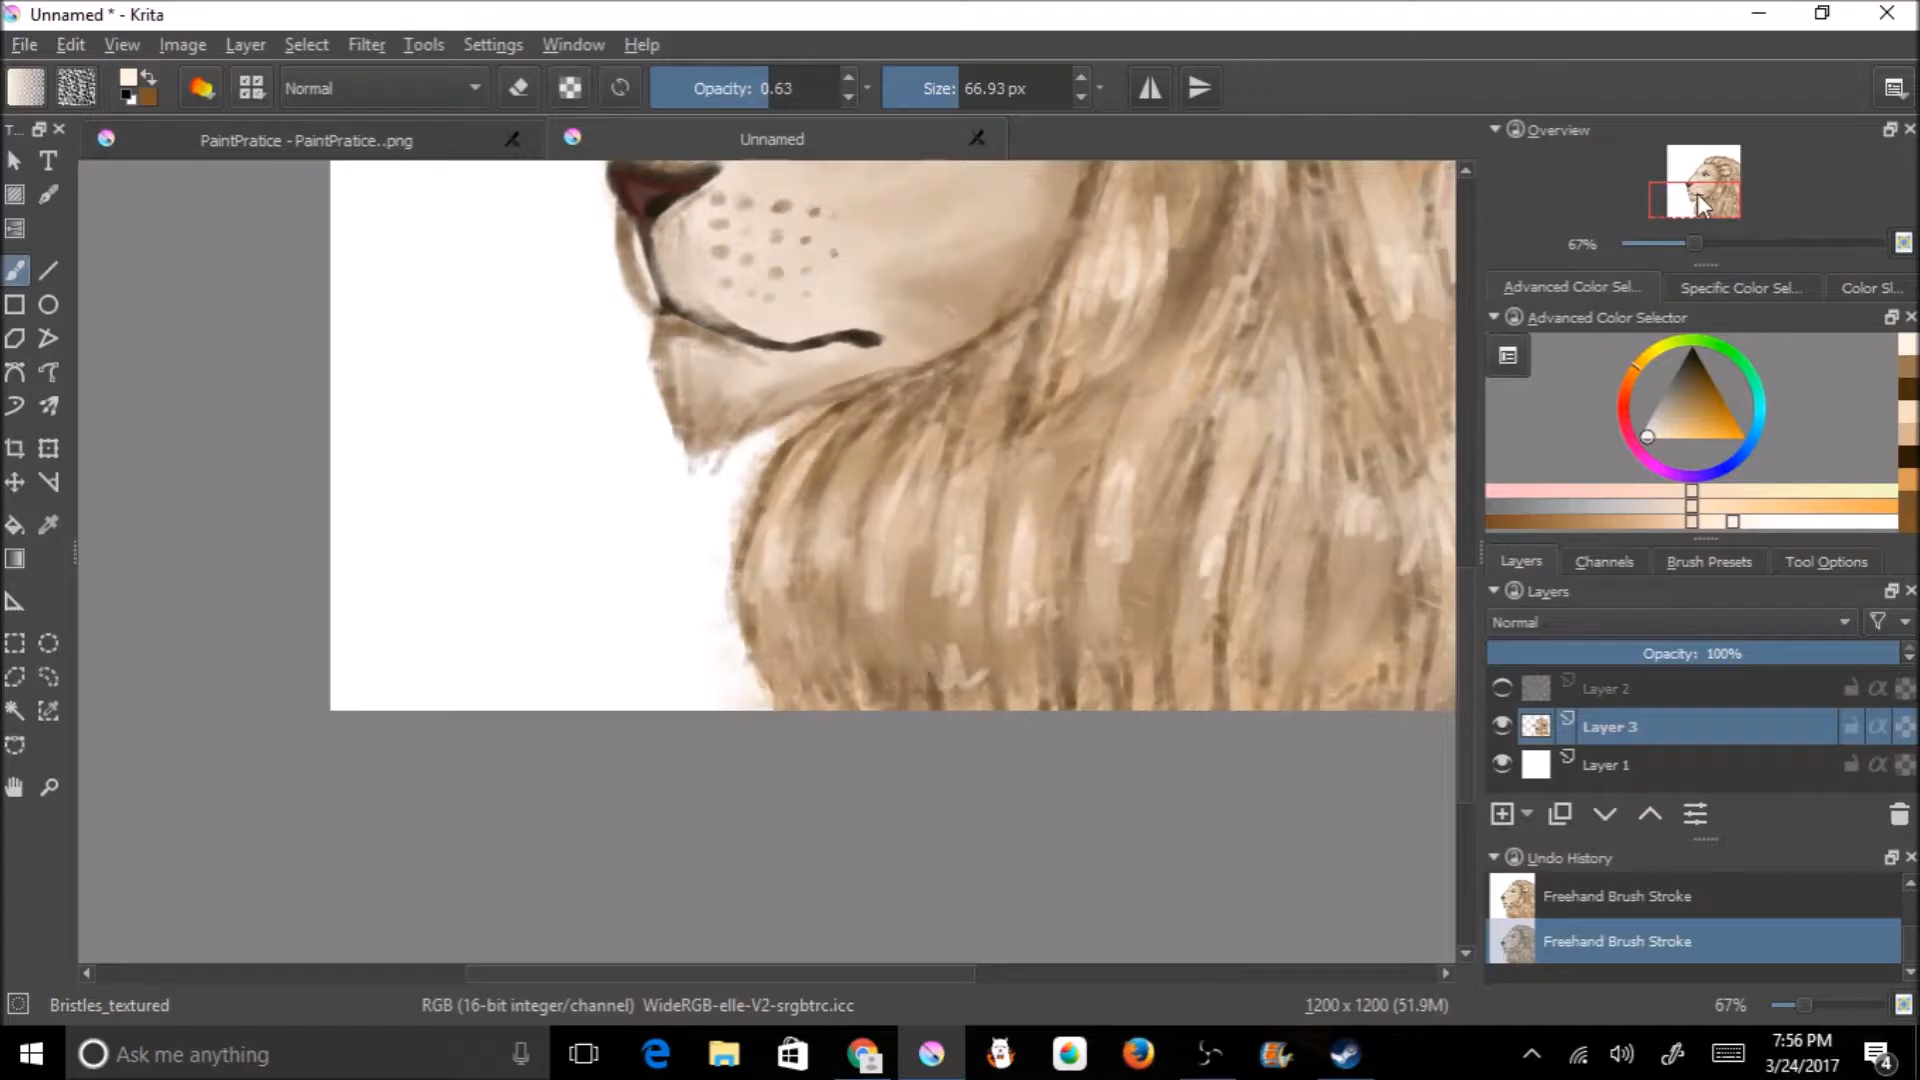 Unnamed * - Krita
File Edit View Image Layer Select Filter Tools Settings Window Help
Normal Opacity: 0.63 Size: 66.93 px
T...
PaintPratice - PaintPratice..png Unnamed
Overview
67%
Advanced Color Sel... Specific Color Sel... Color Sl...
Advanced Color Selector
Layers Channels Brush Presets Tool Options
Layers
Normal
Opacity: 100%
Layer 2
Layer 3
Layer 1
Undo History
Freehand Brush Stroke
Freehand Brush Stroke
Bristles_textured RGB (16-bit integer/channel) WideRGB-elle-V2-srgbtrc.icc 1200 x 1200 (51.9M) 67%
Ask me anything
7:56 PM
3/24/2017
4